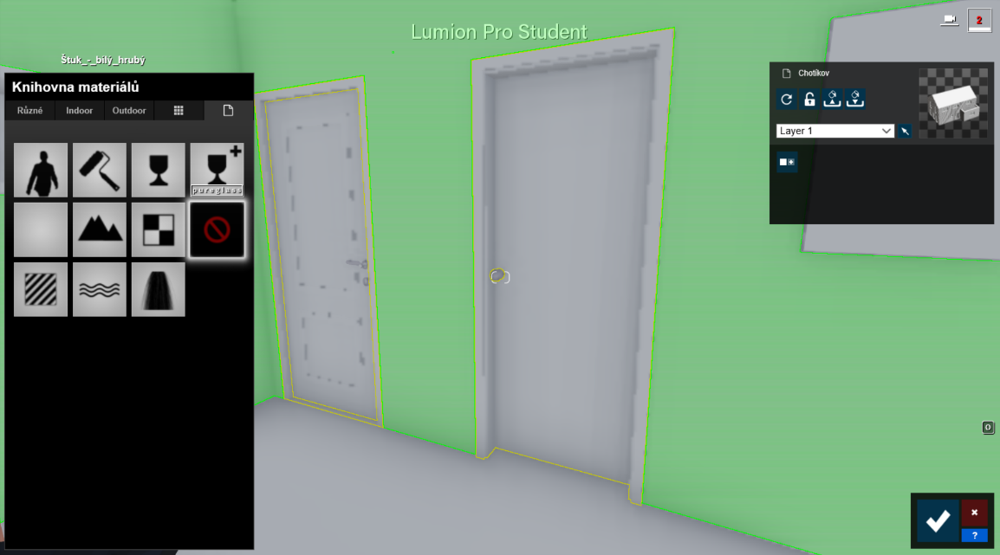 Lumion Pro Student
2
Štuk_-_bílý_hrubý
Knihovna materiálů
Různé
Indoor
Outdoor
pureglass
Chotíkov
Layer 1
O
?